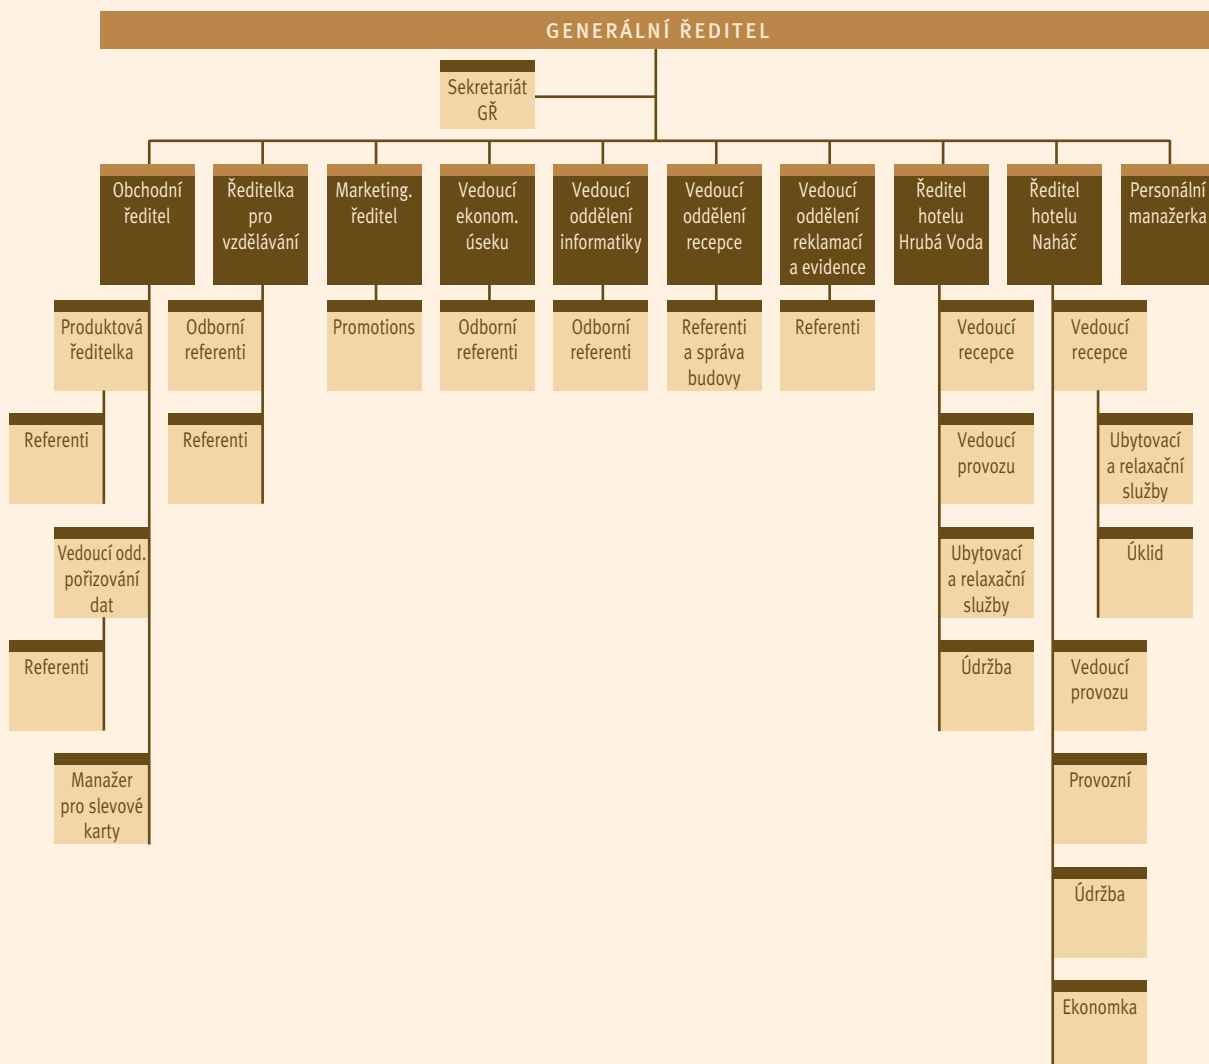 GENERÁLNÍ ŘEDITEL
Sekretariát
GŘ
Obchodní
ředitel
Ředitelka
pro
vzdělávání
Marketing.
ředitel
Vedoucí
ekonom.
úseku
Vedoucí
oddělení
informatiky
Vedoucí
oddělení
recepce
Vedoucí
oddělení
reklamací
a evidence
Ředitel
hotelu
Hrubá Voda
Ředitel
hotelu
Naháč
Personální
manažerka
Produktová
ředitelka
Odborní
referenti
Promotions
Odborní
referenti
Odborní
referenti
Referenti
a správa
budovy
Referenti
Vedoucí
recepce
Vedoucí
recepce
Referenti
Referenti
Vedoucí
provozu
Ubytovací
a relaxační
služby
Vedoucí odd.
pořizování
dat
Ubytovací
a relaxační
služby
Úklid
Referenti
Údržba
Vedoucí
provozu
Manažer
pro slevové
karty
Provozní
Údržba
Ekonomka